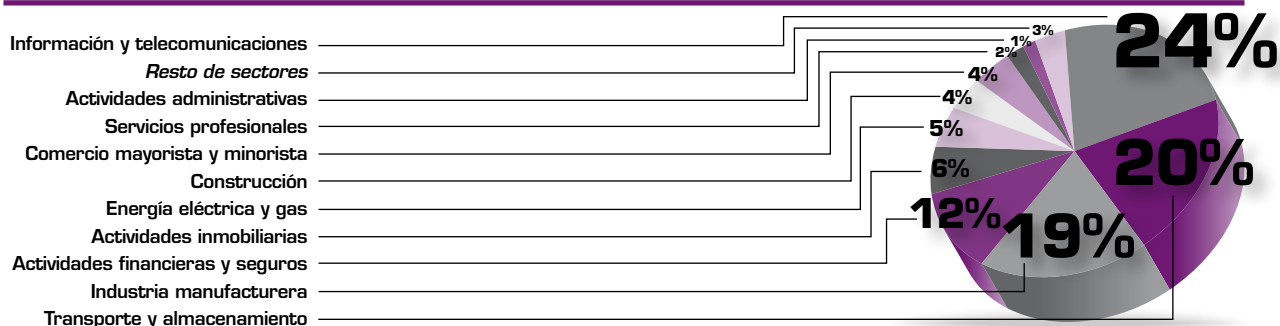 Información y telecomunicaciones
Resto de sectores
Actividades administrativas
Servicios profesionales
Comercio mayorista y minorista
Construcción
Energía eléctrica y gas
Actividades inmobiliarias
Actividades financieras y seguros
Industria manufacturera
Transporte y almacenamiento
24%
3%
1%
2%
4%
4%
5%
6%
12%
19%
20%